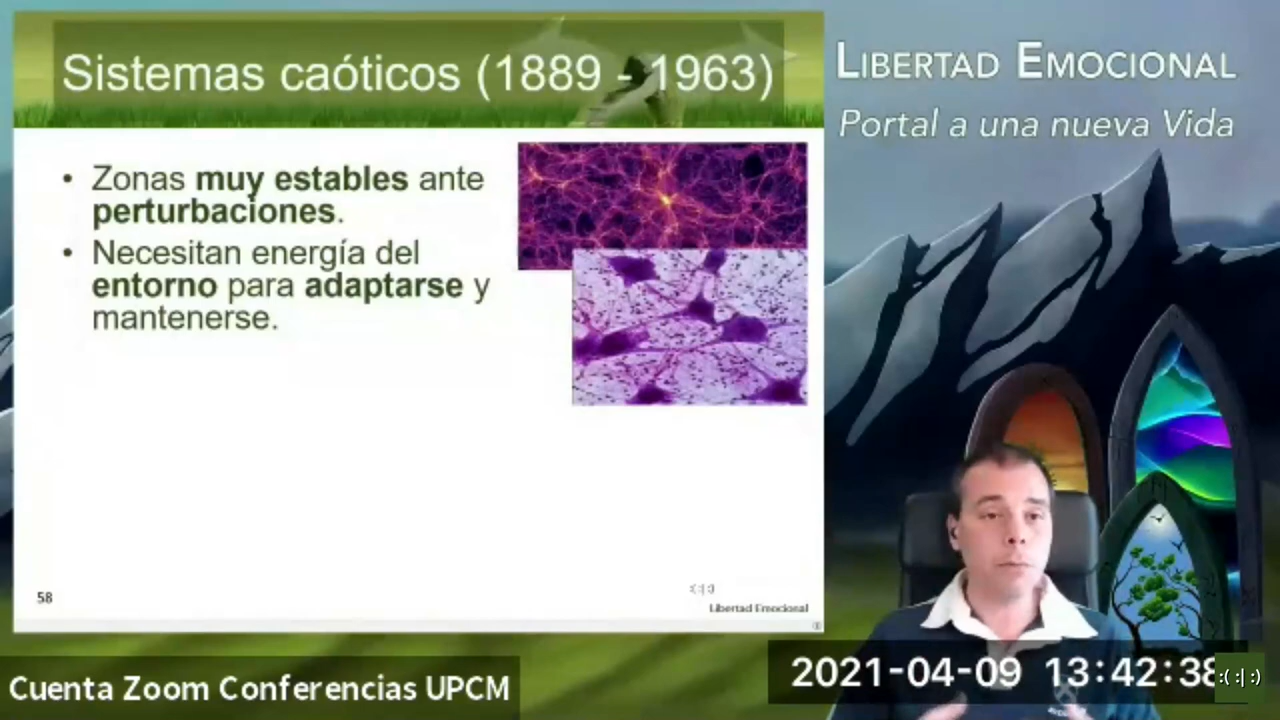 Sistemas caóticos (1889 - 1963)
• Zonas muy estables ante
perturbaciones.
• Necesitan energía del
entorno para adaptarse y
mantenerse.
58
:(:|:)
Libertad Emocional
LIBERTAD EMOCIONAL
Portal a una nueva Vida
Cuenta Zoom Conferencias UPCM
2021-04-09 13:42:38
:(:|:)